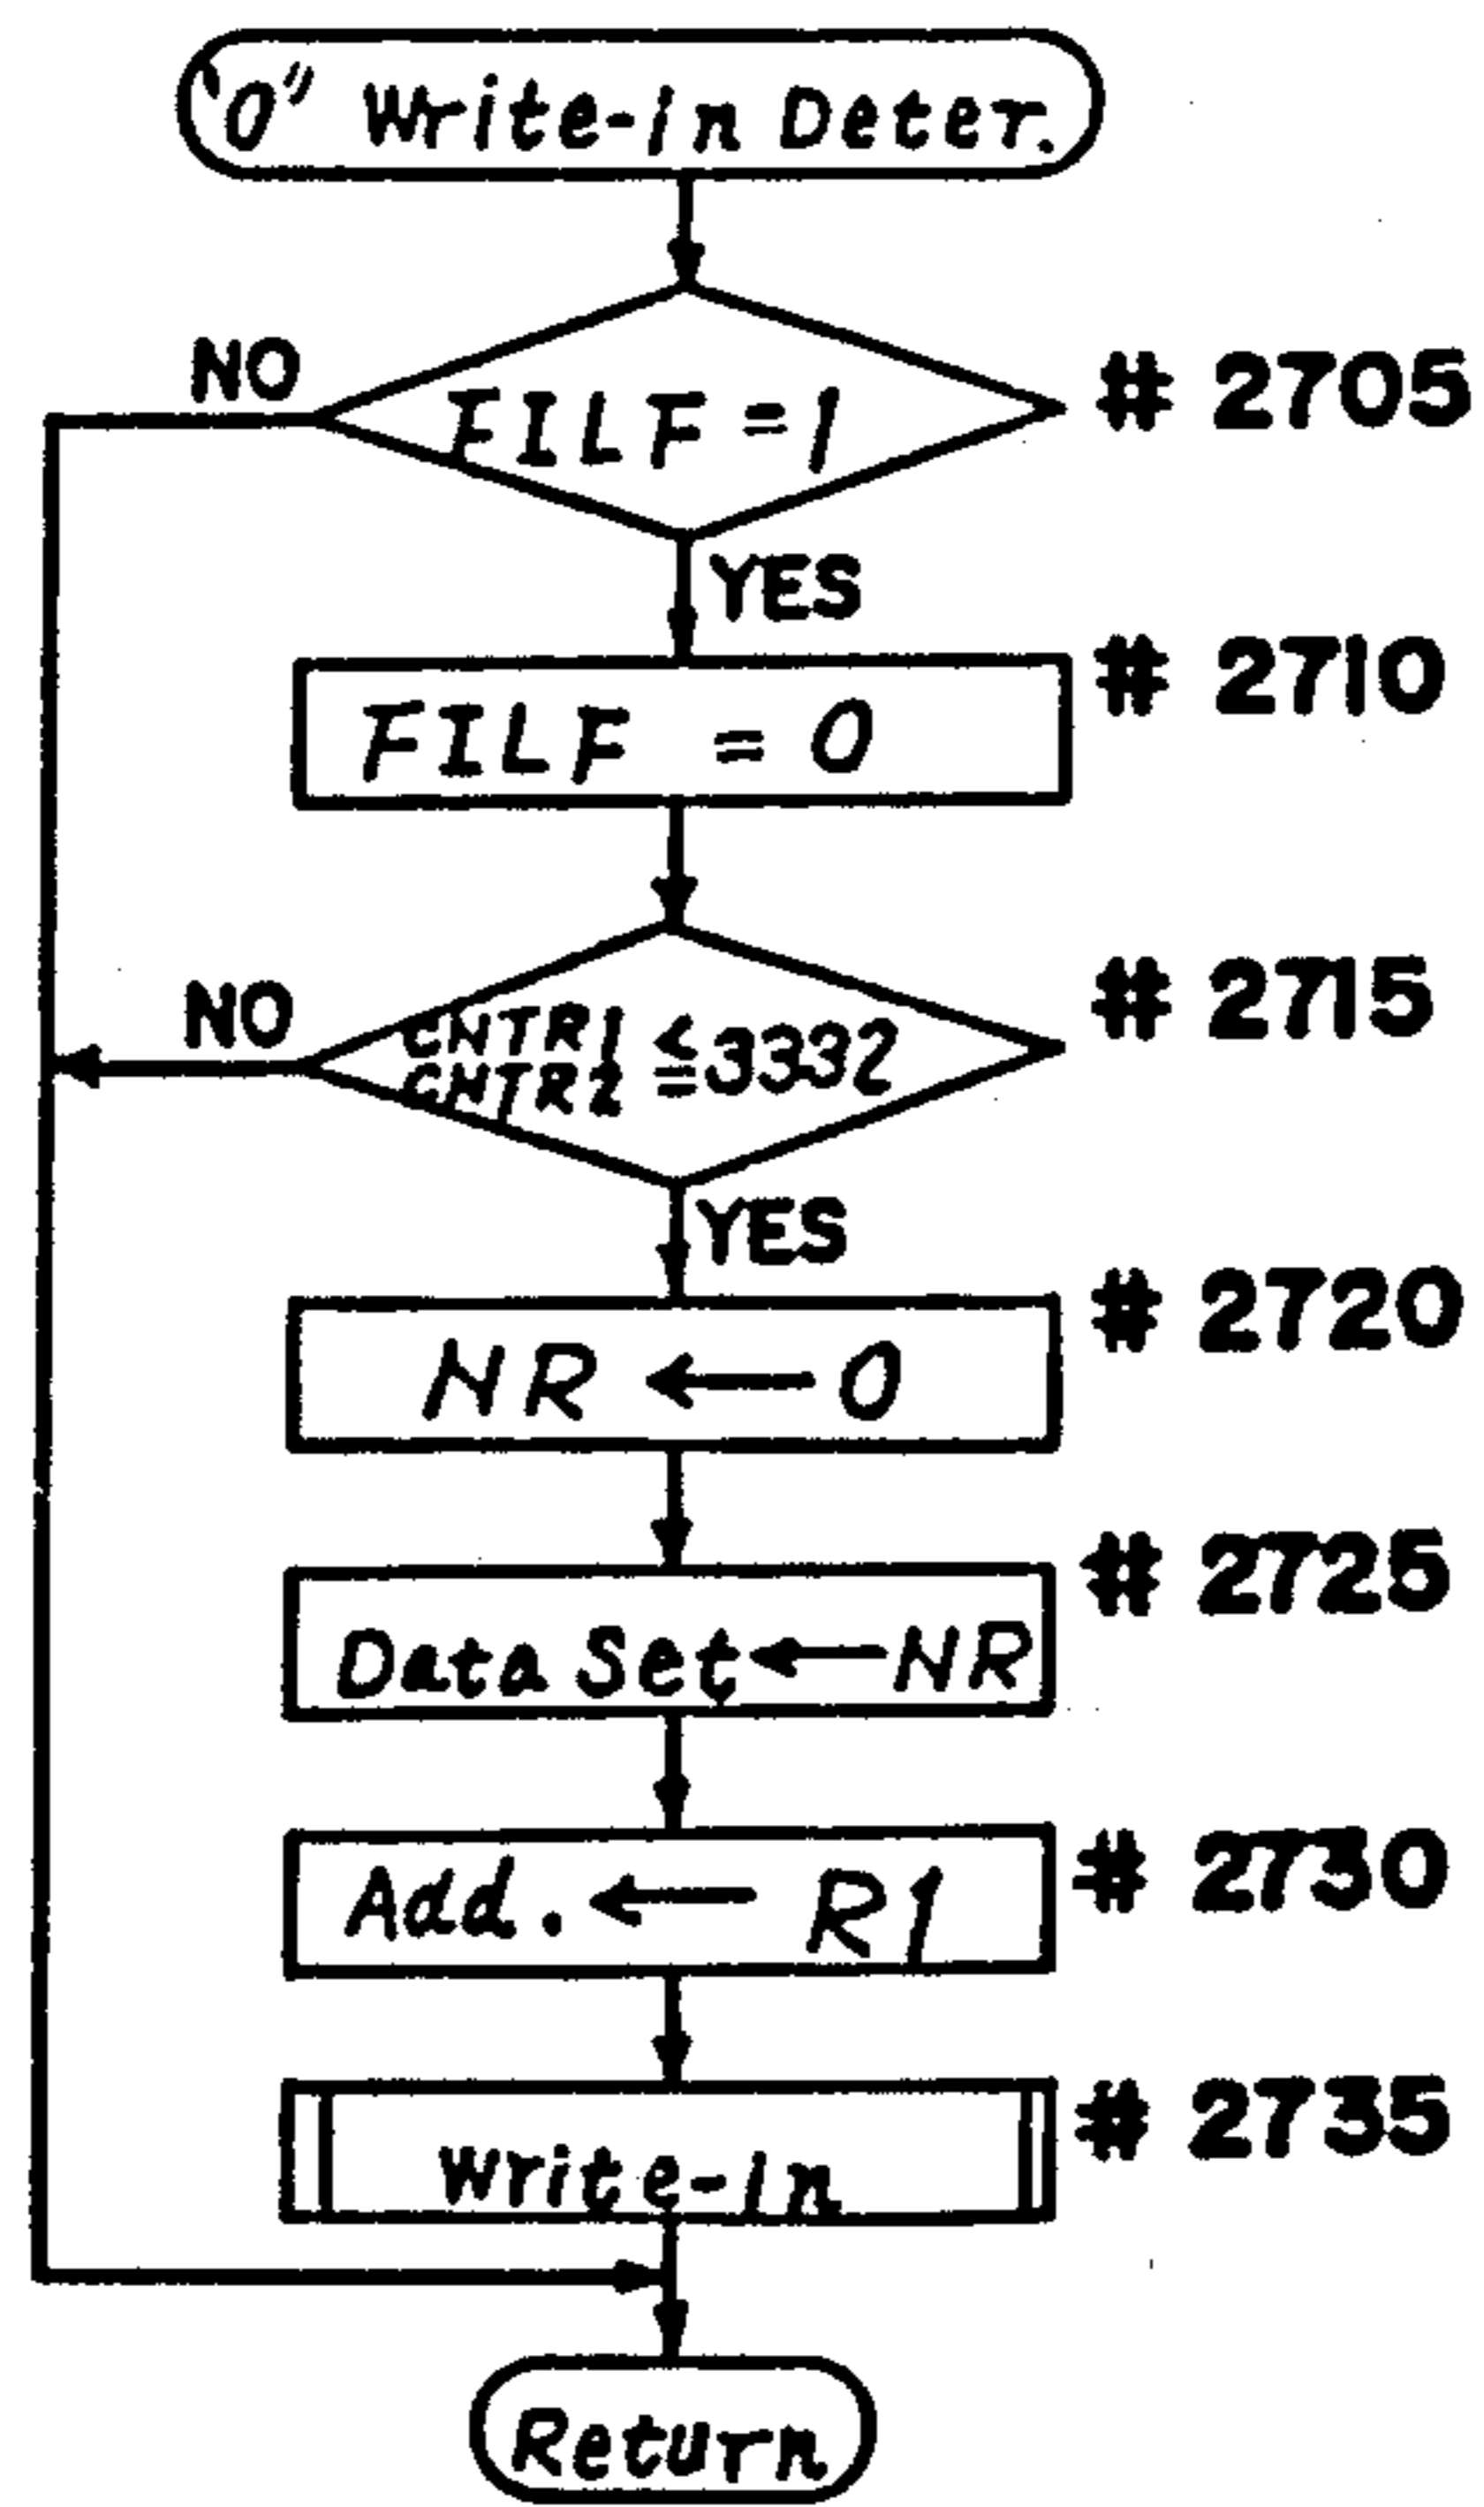 "0" Write-in Deter.
NO
FILF = 1
# 2705
YES
# 2710
FILF = 0
NO
CNTR1
CNTR2 ≦ 3332
# 2715
YES
# 2720
NR ← 0
# 2725
Data Set ← NR
# 2730
Add. ← R1
# 2735
Write-in
Return